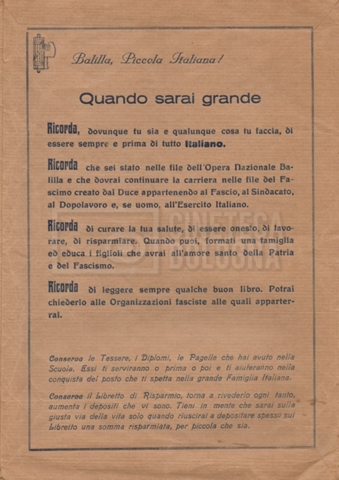 Balilla, Piccola Italiana!
Quando sarai grande
Ricorda, dovunque tu sia e qualunque cosa tu faccia, di
essere sempre e prima di tutto Italiano.
Ricorda che sei stato nelle file dell'Opera Nazionale Ba-
lilla e che dovrai continuare la carriera nelle file del Fa-
scismo creato dal Duce appartenendo al Fascio, al Sindacato,
al Dopolavoro e, se uomo, all'Esercito Italiano.
Ricorda di curare la tua salute, di essere onesto, di lavo-
rare, di risparmiare. Quando puoi, formati una famiglia
ed educa i figlioli che avrai all'amore santo della Patria
e del Fascismo.
Ricorda di leggere sempre qualche buon libro. Potrai
chiederlo alle Organizzazioni fasciste alle quali apparter-
rai.
Conserva le Tessere, i Diplomi, le Pagelle che hai avuto nella
Scuola. Essi ti serviranno o prima o poi e ti aiuteranno nella
conquista del posto che ti spetta nella grande Famiglia Italiana.
Conserva il Libretto di Risparmio, torna a rivederlo ogni tanto,
aumenta i depositi che vi sono. Tieni in mente che sarai sulla
giusta via della vita solo quando riuscirai a depositare spesso sul
Libretto una somma risparmiata, per piccola che sia.
CINETECA
BOLOGNA